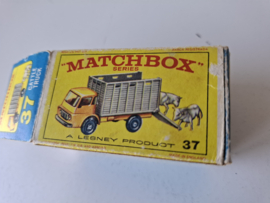 "MATCHBOX"
SERIES
37
CATTLE
TRUCK
A LESNEY PRODUCT
37